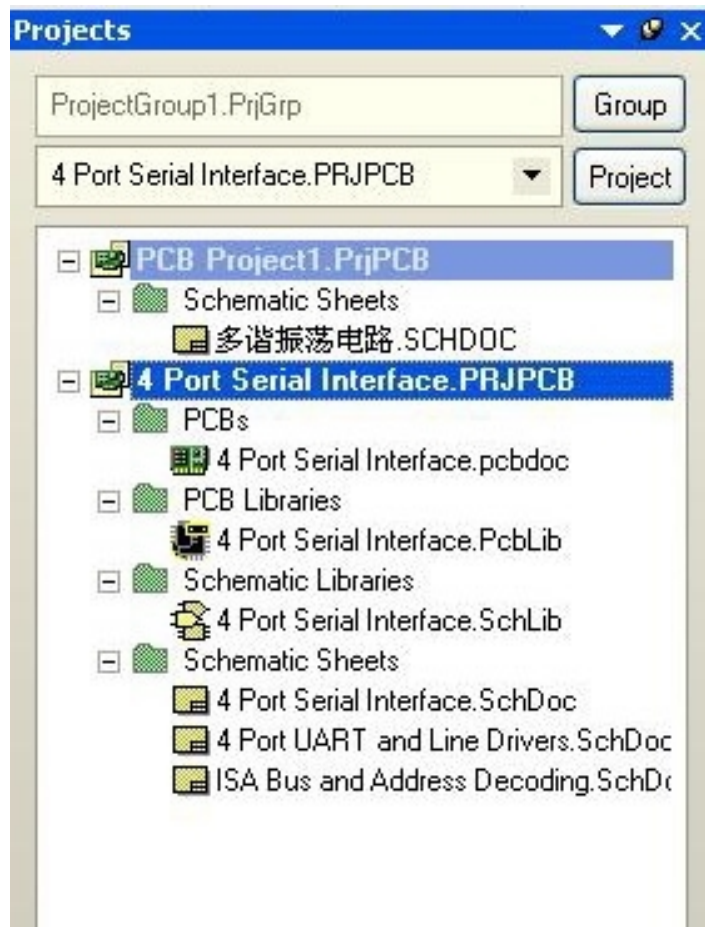 Projects
ProjectGroup1.PrjGrp
Group
4 Port Serial Interface.PRJPCB
Project
PCB Project1.PrjPCB
Schematic Sheets
多谐振荡电路.SCHDOC
4 Port Serial Interface.PRJPCB
PCBs
4 Port Serial Interface.pcbdoc
PCB Libraries
4 Port Serial Interface.PcbLib
Schematic Libraries
4 Port Serial Interface.SchLib
Schematic Sheets
4 Port Serial Interface.SchDoc
4 Port UART and Line Drivers.SchDoc
ISA Bus and Address Decoding.SchD